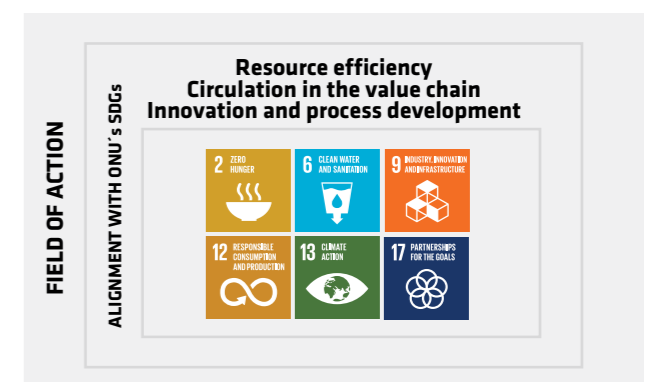 FIELD OF ACTION
ALIGNMENT WITH ONU´s SDGs
Resource efficiency
Circulation in the value chain
Innovation and process development
2 ZERO
HUNGER
6 CLEAN WATER
AND SANITATION
9 INDUSTRY, INNOVATION
AND INFRASTRUCTURE
12 RESPONSIBLE
CONSUMPTION
AND PRODUCTION
13 CLIMATE
ACTION
17 PARTNERSHIPS
FOR THE GOALS